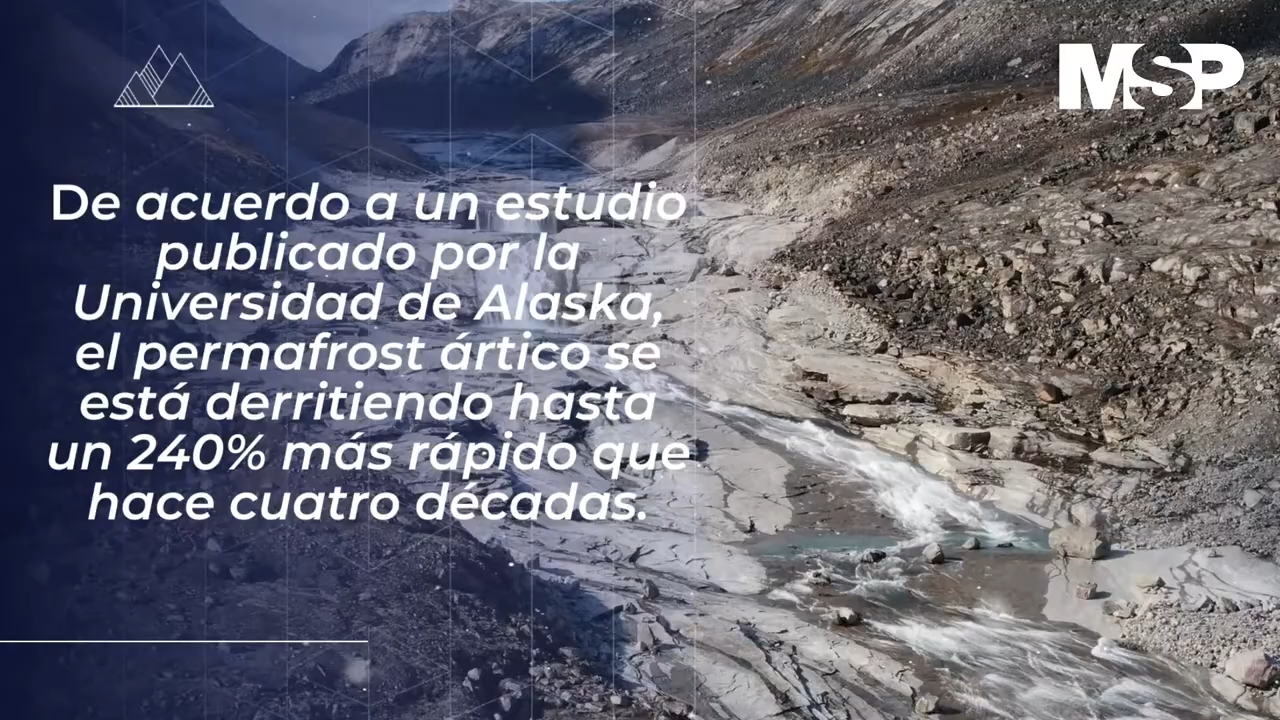 MSP
De acuerdo a un estudio
publicado por la
Universidad de Alaska,
el permafrost ártico se
está derritiendo hasta
un 240% más rápido que
hace cuatro décadas.